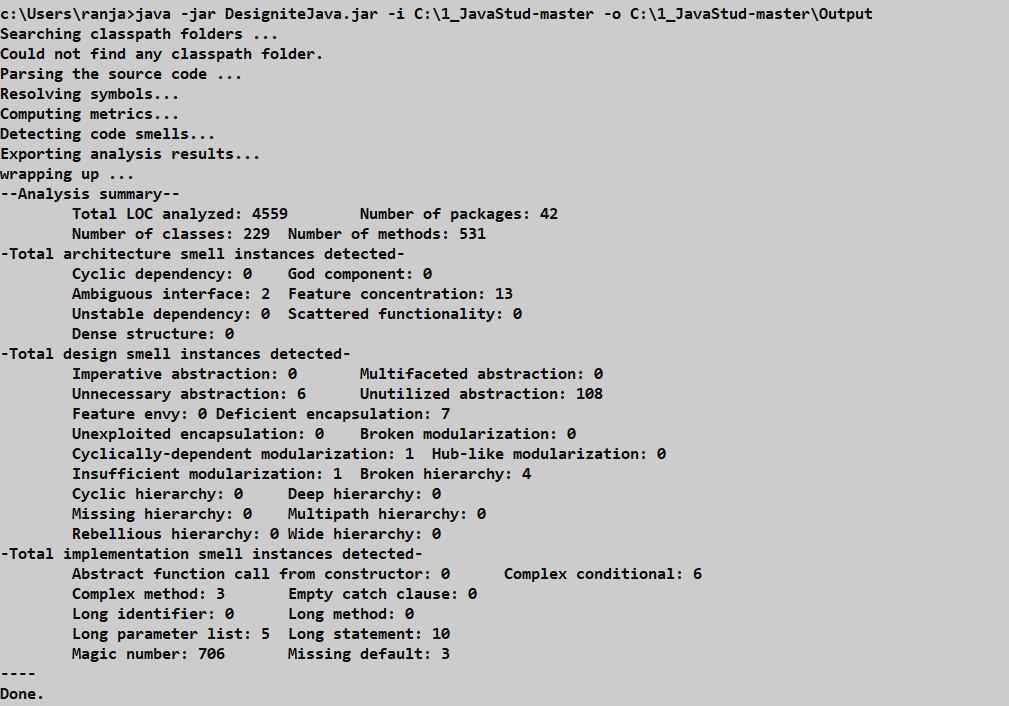 c:\Users\ranja>java -jar DesigniteJava.jar -i C:\1_JavaStud-master -o C:\1_JavaStud-master\Output
Searching classpath folders ...
Could not find any classpath folder.
Parsing the source code ...
Resolving symbols...
Computing metrics...
Detecting code smells...
Exporting analysis results...
wrapping up ...
--Analysis summary--
        Total LOC analyzed: 4559        Number of packages: 42
        Number of classes: 229  Number of methods: 531
-Total architecture smell instances detected-
        Cyclic dependency: 0    God component: 0
        Ambiguous interface: 2  Feature concentration: 13
        Unstable dependency: 0  Scattered functionality: 0
        Dense structure: 0
-Total design smell instances detected-
        Imperative abstraction: 0       Multifaceted abstraction: 0
        Unnecessary abstraction: 6      Unutilized abstraction: 108
        Feature envy: 0 Deficient encapsulation: 7
        Unexploited encapsulation: 0    Broken modularization: 0
        Cyclically-dependent modularization: 1  Hub-like modularization: 0
        Insufficient modularization: 1  Broken hierarchy: 4
        Cyclic hierarchy: 0     Deep hierarchy: 0
        Missing hierarchy: 0    Multipath hierarchy: 0
        Rebellious hierarchy: 0 Wide hierarchy: 0
-Total implementation smell instances detected-
        Abstract function call from constructor: 0      Complex conditional: 6
        Complex method: 3       Empty catch clause: 0
        Long identifier: 0      Long method: 0
        Long parameter list: 5  Long statement: 10
        Magic number: 706       Missing default: 3
----
Done.